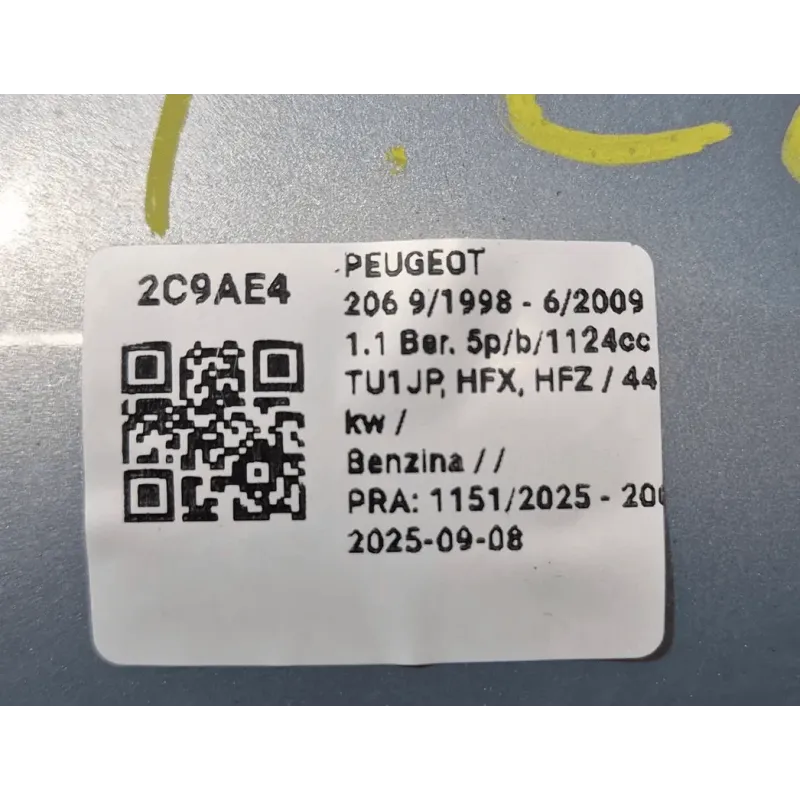 2C9AE4
PEUGEOT
206 9/1998 - 6/2009
1.1 Ber. 5p/b/1124cc
TU1JP, HFX, HFZ / 44
kw /
Benzina / /
PRA: 1151/2025 - 20
2025-09-08